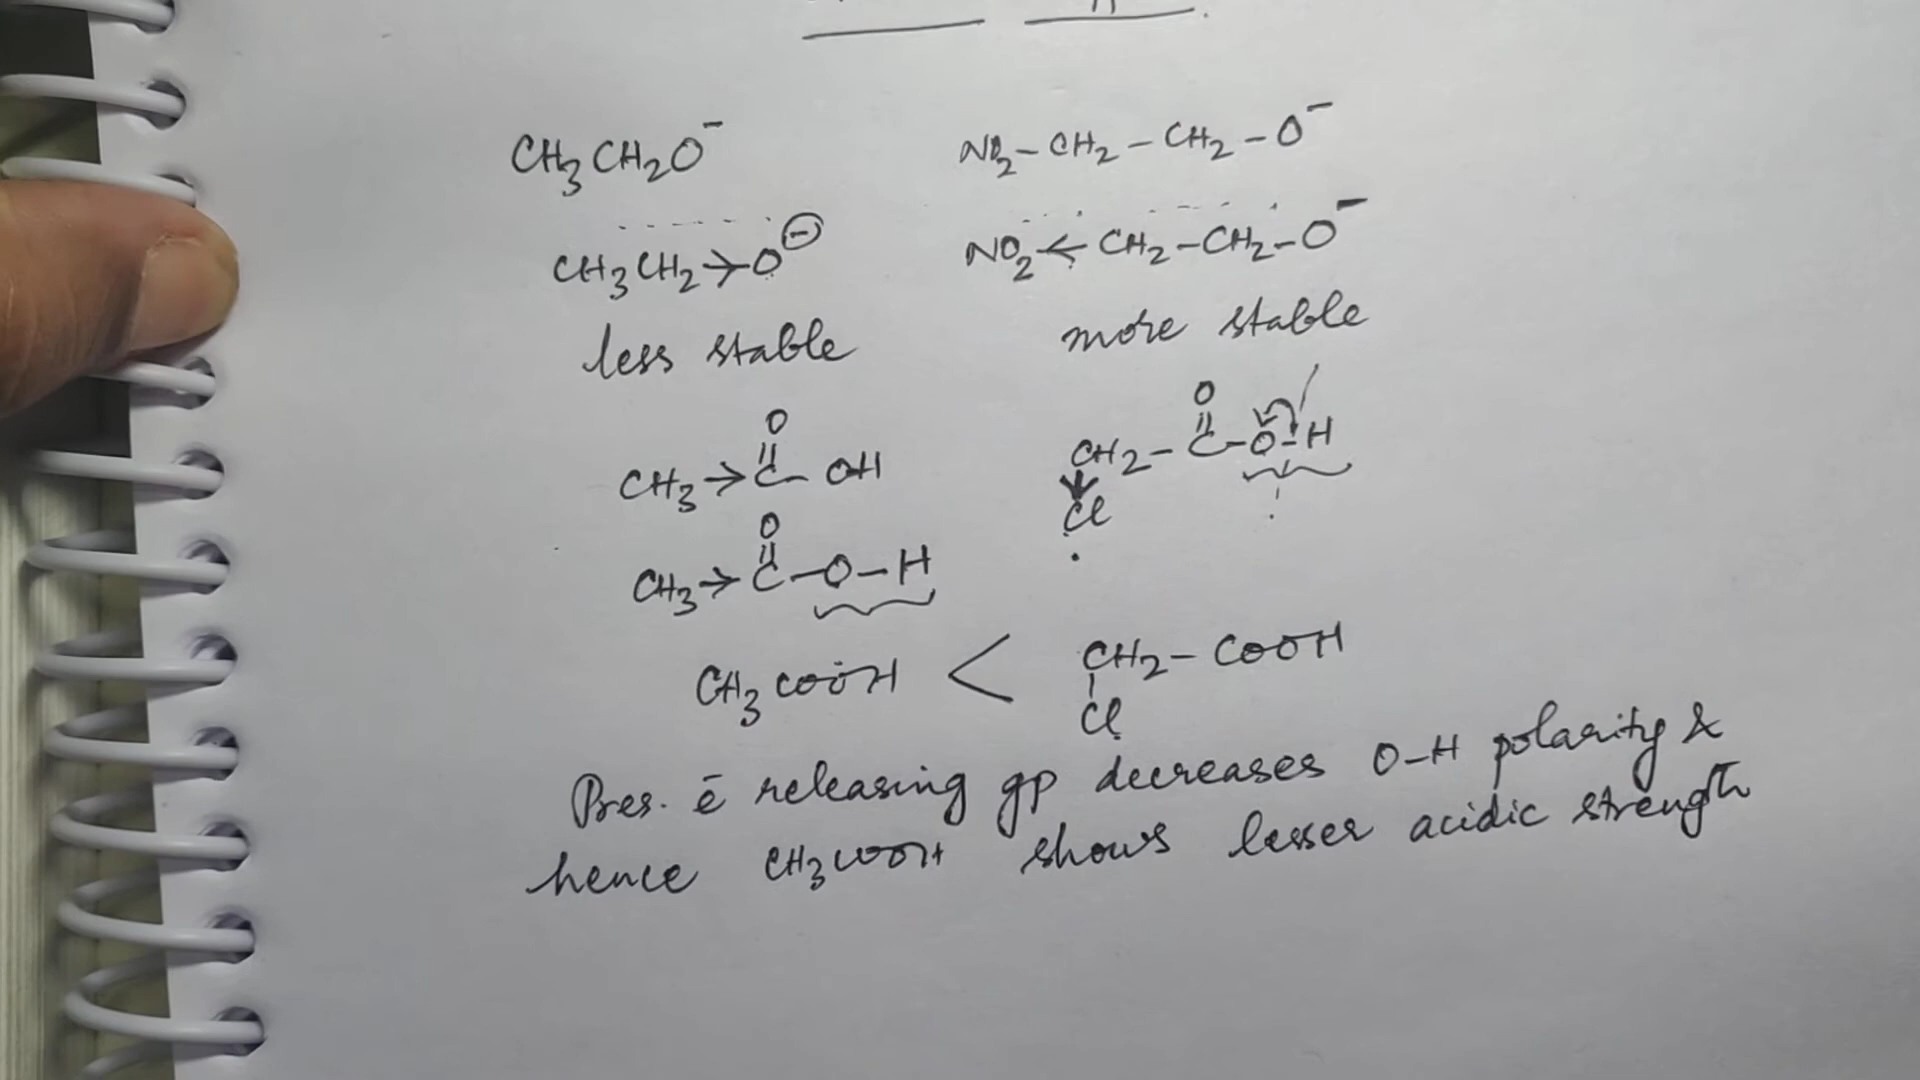 CH₃CH₂O⁻ NO₂-CH₂-CH₂-O⁻
CH₃CH₂→O⊖ NO₂←CH₂-CH₂-O⁻
less stable more stable
O O
CH₃→C-OH CH₂-C-O-H
Cl
O
CH₃→C-O-H
CH₃COOH < CH₂-COOH
Cl
Pres. ē releasing gp decreases O-H polarity &
hence CH₃COOH shows lesser acidic strength